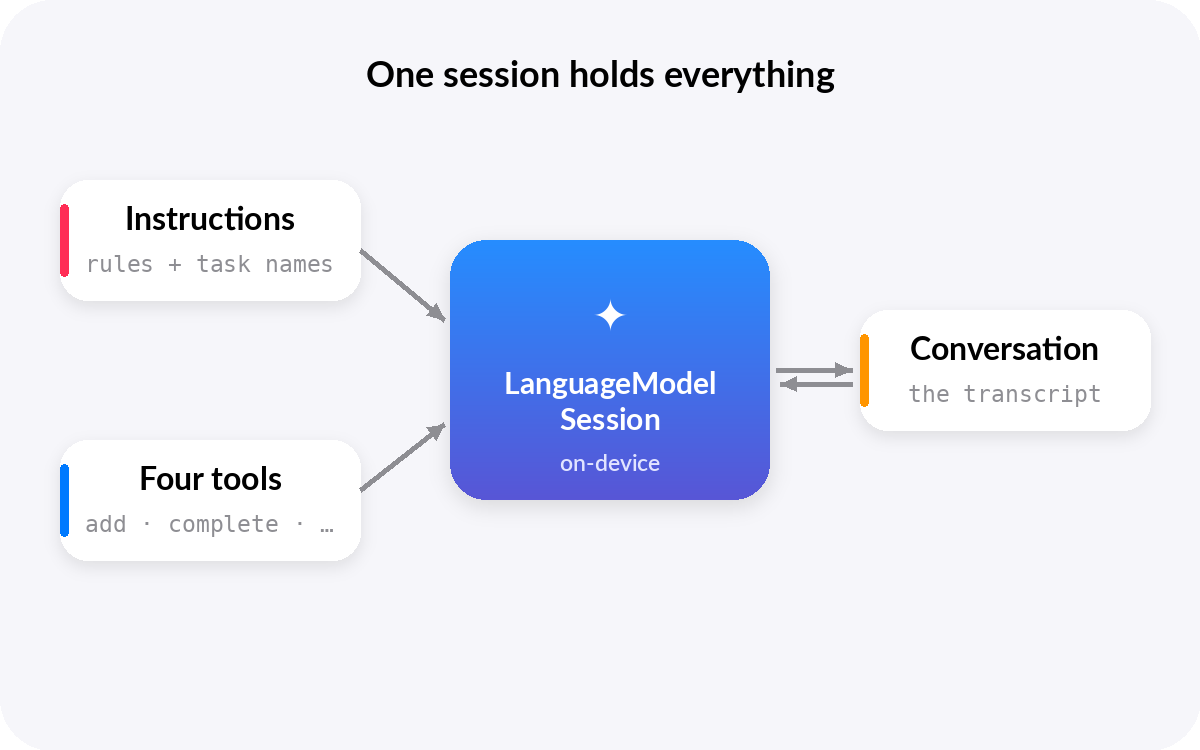 One session holds everything
Instructions
rules + task names
Four tools
add · complete · …
LanguageModel
Session
on-device
Conversation
the transcript